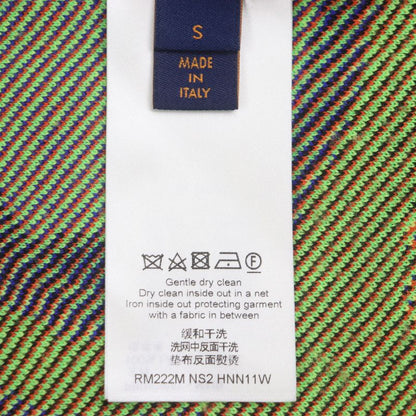 S
MADE
IN
ITALY
Gentle dry clean
Dry clean inside out in a net
Iron inside out protecting garment
with a fabric in between
缓和干洗
洗网中反面干洗
垫布反面熨烫
RM222M NS2 HNN11W